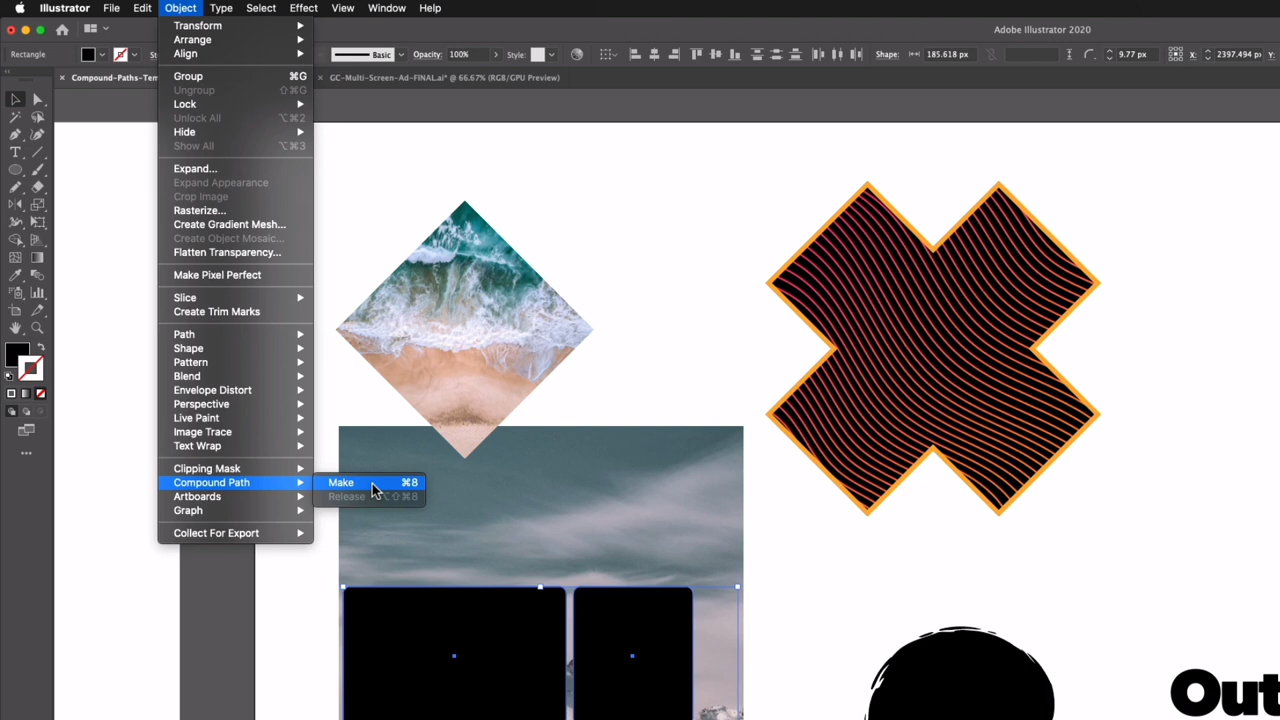 Illustrator File Edit Object Type Select Effect View Window Help
Adobe Illustrator 2020
Rectangle Basic Opacity: 100% Style: Shape: 185.618 px 9.77 px X: 2397.494 px Y:
× Compound-Paths-Tem × GC-Multi-Screen-Ad-FINAL.ai* @ 66.67% (RGB/GPU Preview)
Transform
Arrange
Align
Group ⌘G
Ungroup ⇧⌘G
Lock
Unlock All ⌥⌘2
Hide
Show All ⌥⌘3
Expand...
Expand Appearance
Crop Image
Rasterize...
Create Gradient Mesh...
Create Object Mosaic...
Flatten Transparency...
Make Pixel Perfect
Slice
Create Trim Marks
Path
Shape
Pattern
Blend
Envelope Distort
Perspective
Live Paint
Image Trace
Text Wrap
Clipping Mask
Compound Path
Make ⌘8
Release ⌥⇧⌘8
Artboards
Graph
Collect For Export
Out